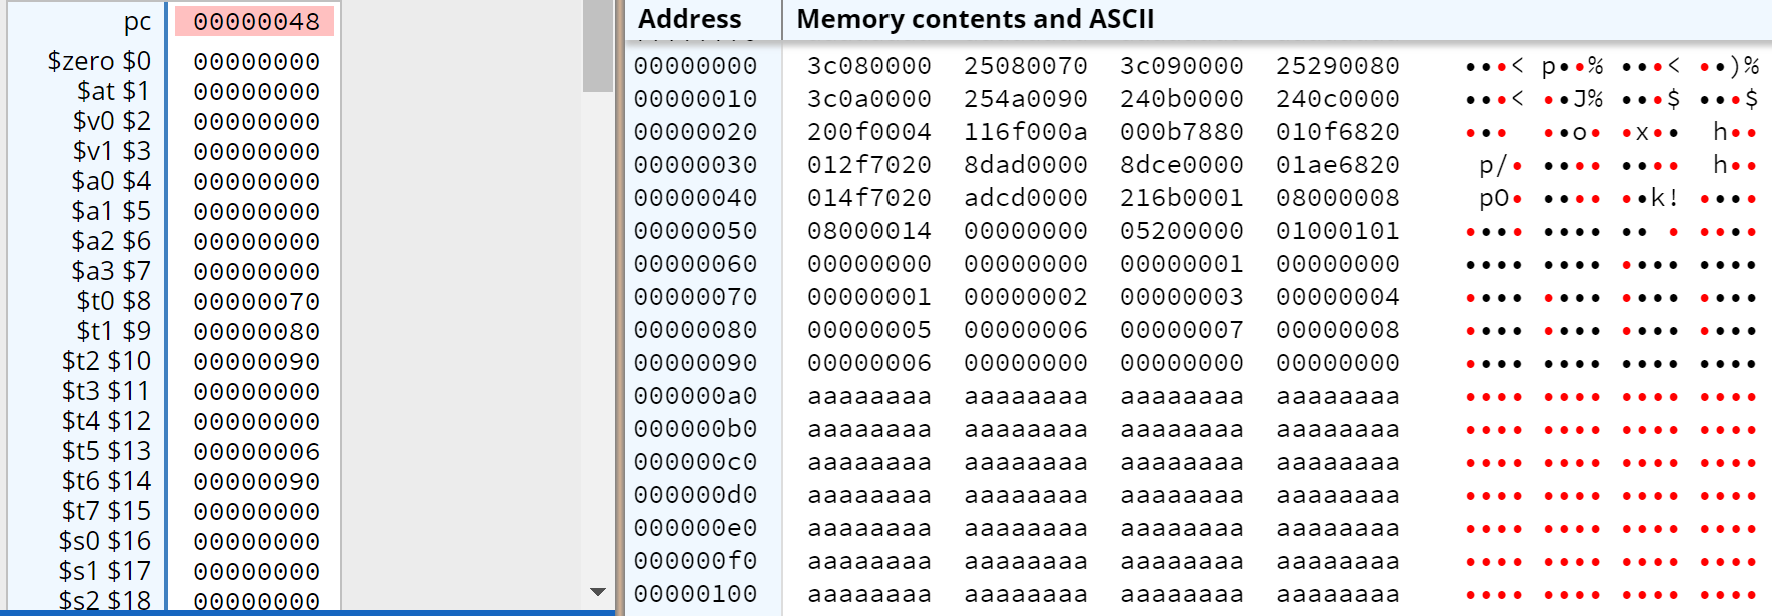 pc 00000048
$zero $0 00000000
$at $1 00000000
$v0 $2 00000000
$v1 $3 00000000
$a0 $4 00000000
$a1 $5 00000000
$a2 $6 00000000
$a3 $7 00000000
$t0 $8 00000070
$t1 $9 00000080
$t2 $10 00000090
$t3 $11 00000000
$t4 $12 00000000
$t5 $13 00000006
$t6 $14 00000090
$t7 $15 00000000
$s0 $16 00000000
$s1 $17 00000000
$s2 $18 00000000
Address Memory contents and ASCII
00000000 3c080000 25080070 3c090000 25290080 •••< p••% •••< ••)%
00000010 3c0a0000 254a0090 240b0000 240c0000 •••< ••J% •••$ •••$
00000020 200f0004 116f000a 000b7880 010f6820 •••  ••o• •x••  h••
00000030 012f7020 8dad0000 8dce0000 01ae6820  p/• •••• ••••  h••
00000040 014f7020 adcd0000 216b0001 08000008  pO• •••• ••k! ••••
00000050 08000014 00000000 05200000 01000101 •••• •••• •• • ••••
00000060 00000000 00000000 00000001 00000000 •••• •••• •••• ••••
00000070 00000001 00000002 00000003 00000004 •••• •••• •••• ••••
00000080 00000005 00000006 00000007 00000008 •••• •••• •••• ••••
00000090 00000006 00000000 00000000 00000000 •••• •••• •••• ••••
000000a0 aaaaaaaa aaaaaaaa aaaaaaaa aaaaaaaa •••• •••• •••• ••••
000000b0 aaaaaaaa aaaaaaaa aaaaaaaa aaaaaaaa •••• •••• •••• ••••
000000c0 aaaaaaaa aaaaaaaa aaaaaaaa aaaaaaaa •••• •••• •••• ••••
000000d0 aaaaaaaa aaaaaaaa aaaaaaaa aaaaaaaa •••• •••• •••• ••••
000000e0 aaaaaaaa aaaaaaaa aaaaaaaa aaaaaaaa •••• •••• •••• ••••
000000f0 aaaaaaaa aaaaaaaa aaaaaaaa aaaaaaaa •••• •••• •••• ••••
00000100 aaaaaaaa aaaaaaaa aaaaaaaa aaaaaaaa •••• •••• •••• ••••